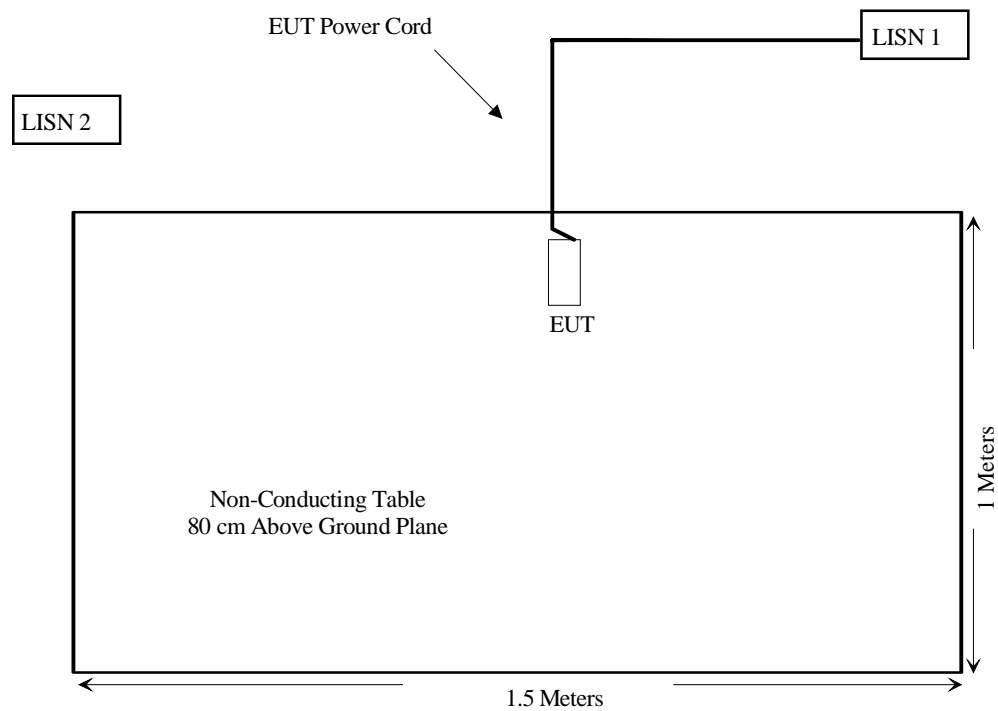 EUT Power Cord
LISN 1
LISN 2
EUT
1 Meters
Non-Conducting Table
80 cm Above Ground Plane
1.5 Meters